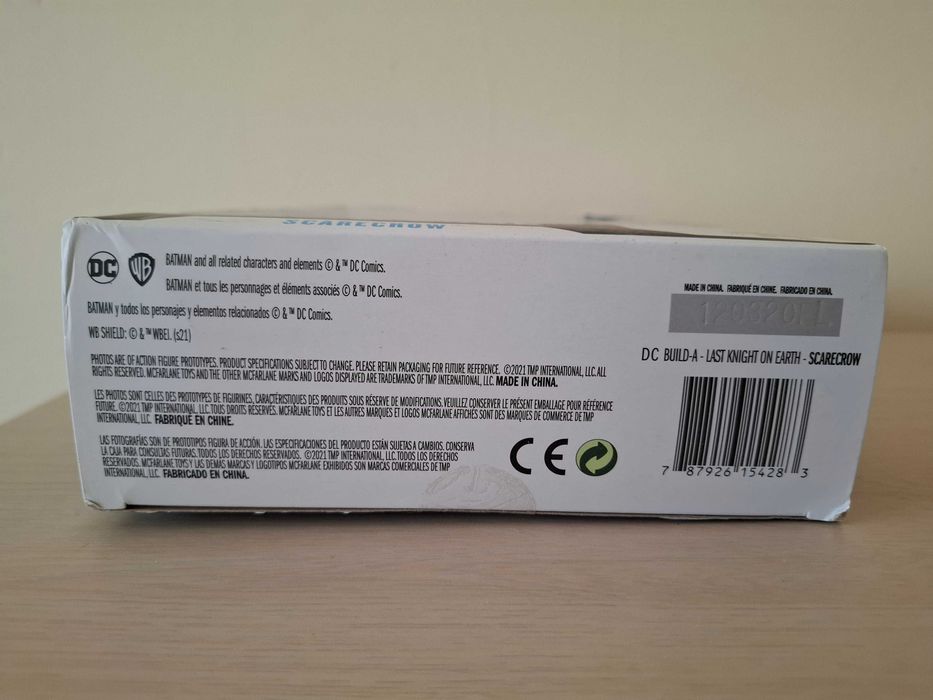 SCARECROW
DC
WB
BATMAN and all related characters and elements © & ™ DC Comics.
BATMAN et tous les personnages et éléments associés © & ™ DC Comics.
BATMAN y todos los personajes y elementos relacionados © & ™ DC Comics.
WB SHIELD: © & ™ WBEI. (s21)
PHOTOS ARE OF ACTION FIGURE PROTOTYPES. PRODUCT SPECIFICATIONS SUBJECT TO CHANGE. PLEASE RETAIN PACKAGING FOR FUTURE REFERENCE. ©2021 TMP INTERNATIONAL, LLC. ALL
RIGHTS RESERVED. MCFARLANE TOYS AND THE OTHER MCFARLANE MARKS AND LOGOS DISPLAYED ARE TRADEMARKS OF TMP INTERNATIONAL, LLC. MADE IN CHINA.
LES PHOTOS SONT CELLES DES PROTOTYPES DE FIGURINES, CARACTÉRISTIQUES DES PRODUITS SOUS RÉSERVE DE MODIFICATIONS. VEUILLEZ CONSERVER LE PRÉSENT EMBALLAGE POUR RÉFÉRENCE
FUTURE. ©2021 TMP INTERNATIONAL, LLC. TOUS DROITS RÉSERVÉS. MCFARLANE TOYS ET LES AUTRES MARQUES ET LOGOS MCFARLANE AFFICHÉS SONT DES MARQUES DE COMMERCE DE TMP
INTERNATIONAL, LLC. FABRIQUÉ EN CHINE.
LAS FOTOGRAFÍAS SON DE PROTOTIPOS FIGURA DE ACCIÓN. LAS ESPECIFICACIONES DEL PRODUCTO ESTÁN SUJETAS A CAMBIOS. CONSERVA
LA CAJA PARA CONSULTAS FUTURAS. TODOS LOS DERECHOS RESERVADOS. ©2021 TMP INTERNATIONAL, LLC. TODOS LOS DERECHOS
RESERVADOS. MCFARLANE TOYS Y LAS DEMÁS MARCAS Y LOGOTIPOS MCFARLANE EXHIBIDOS SON MARCAS COMERCIALES DE TMP
INTERNATIONAL, LLC. FABRICADO EN CHINA.
CE
MADE IN CHINA. FABRIQUÉ EN CHINE. FABRICADO EN CHINA.
DC BUILD-A - LAST KNIGHT ON EARTH - SCARECROW
7 87926 15428 3